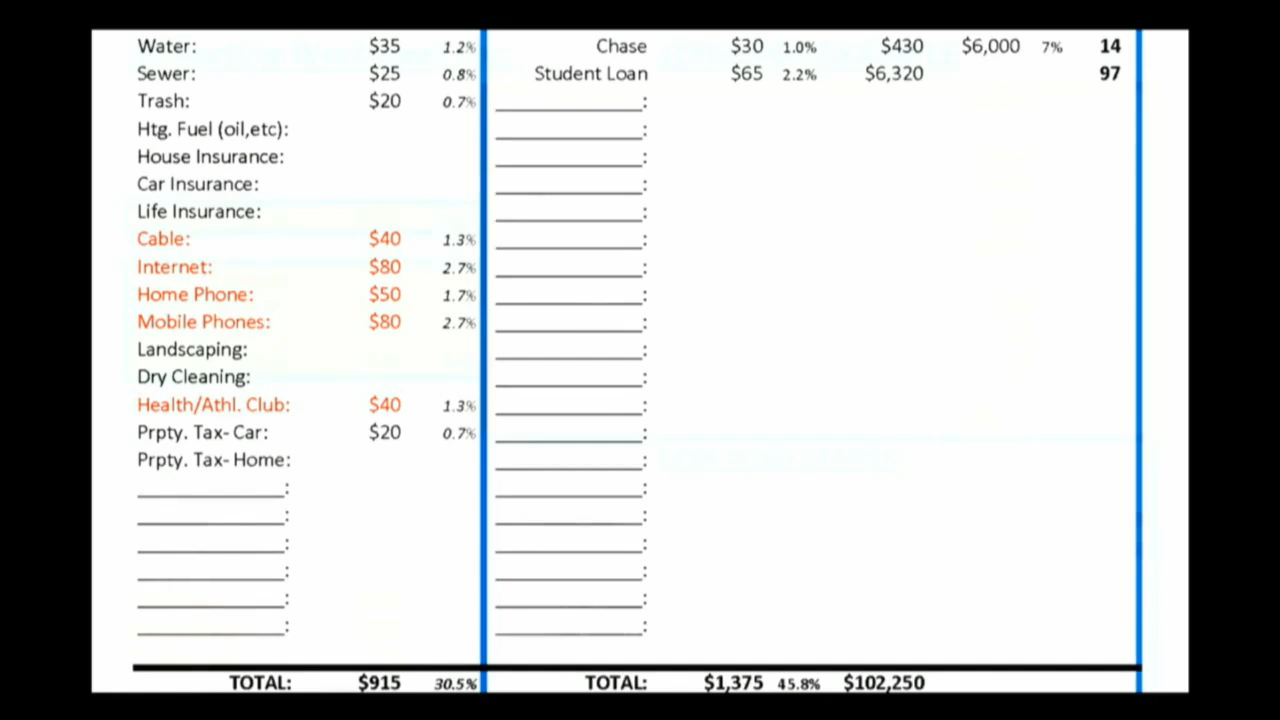 Water: $35 1.2% Chase $30 1.0% $430 $6,000 7% 14
Sewer: $25 0.8% Student Loan $65 2.2% $6,320 97
Trash: $20 0.7% :
Htg. Fuel (oil,etc): :
House Insurance: :
Car Insurance: :
Life Insurance: :
Cable: $40 1.3% :
Internet: $80 2.7% :
Home Phone: $50 1.7% :
Mobile Phones: $80 2.7% :
Landscaping: :
Dry Cleaning: :
Health/Athl. Club: $40 1.3% :
Prpty. Tax- Car: $20 0.7% :
Prpty. Tax- Home: :
: :
: :
: :
: :
: :
: :
TOTAL: $915 30.5% TOTAL: $1,375 45.8% $102,250